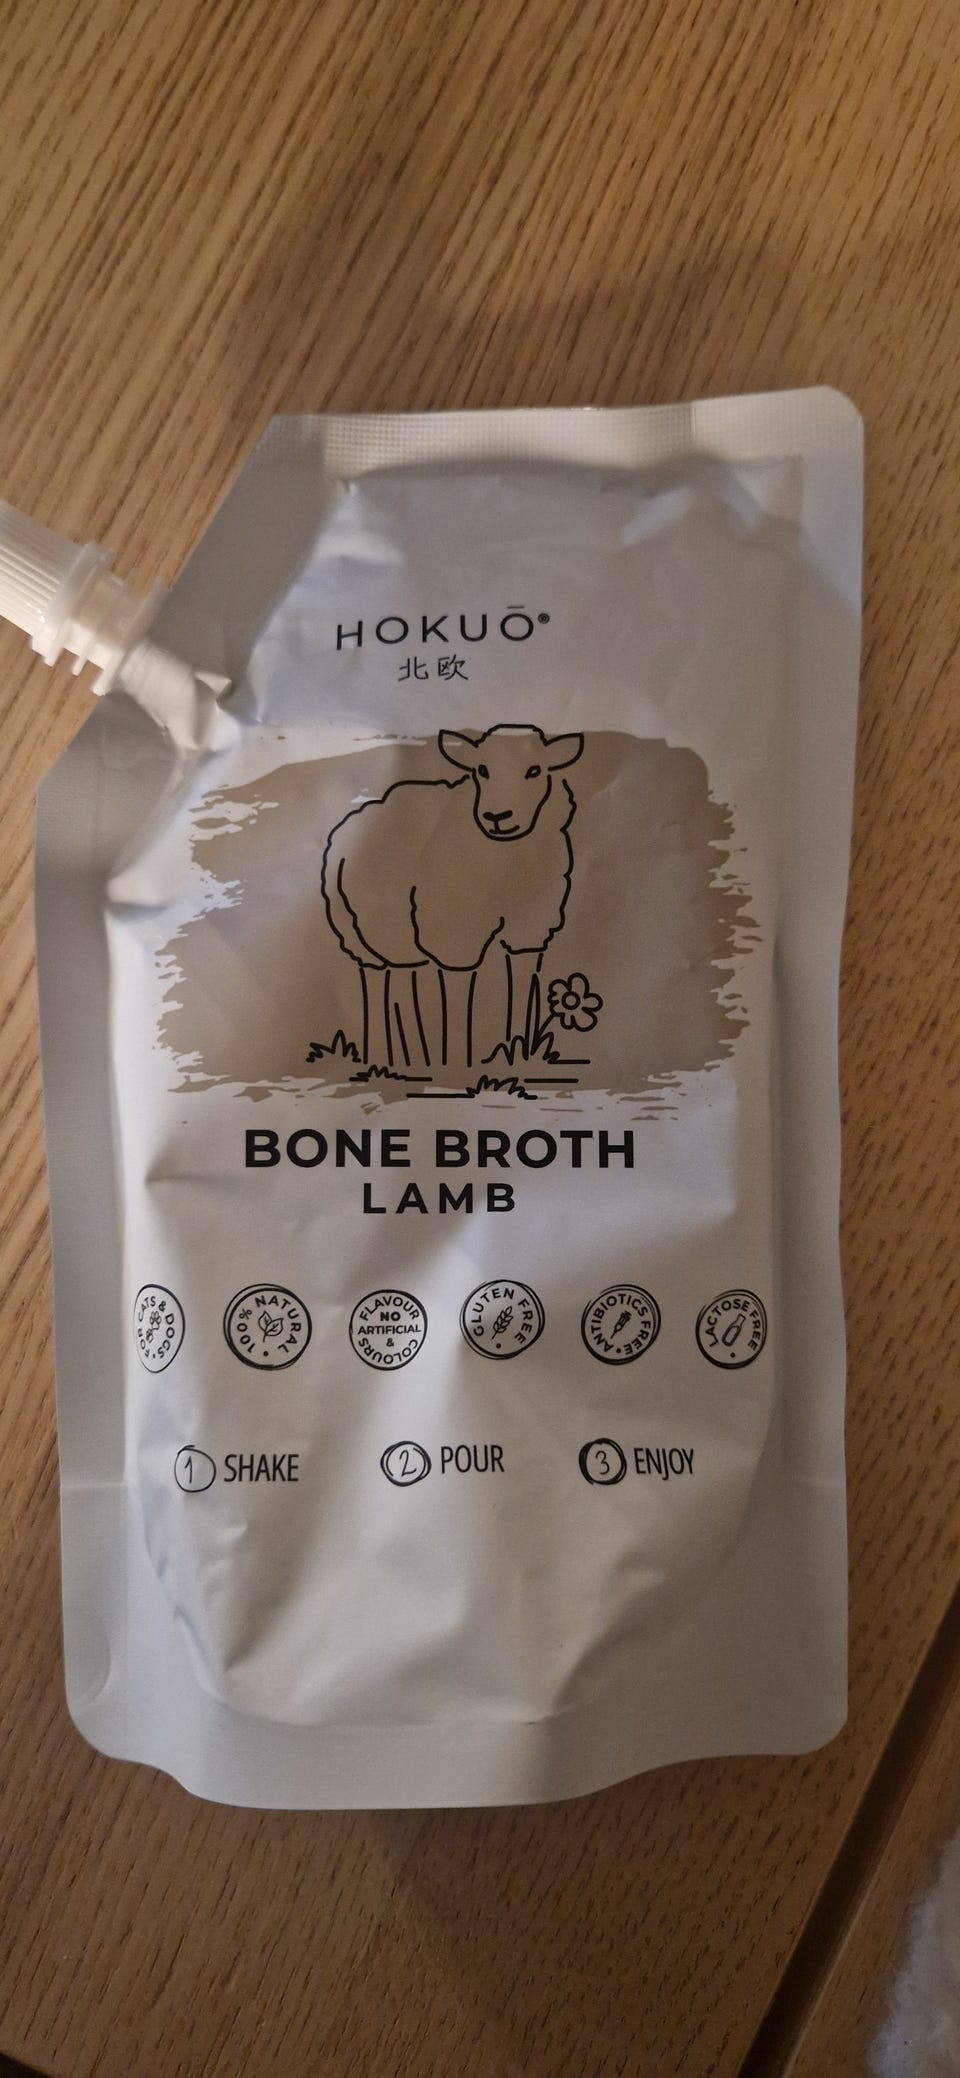 HOKUŌ®
北欧
BONE BROTH
LAMB
FOR CATS & DOGS •
100% NATURAL •
FLAVOUR
NO
ARTIFICIAL
&
COLOURS
GLUTEN FREE •
ANTIBIOTICS FREE •
LACTOSE FREE •
1 SHAKE
2 POUR
3 ENJOY